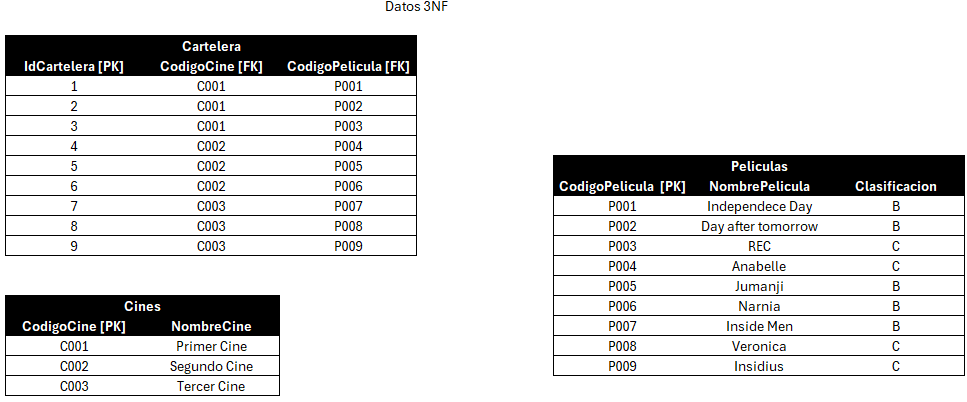 Datos 3NF
Cartelera
IdCartelera [PK] CodigoCine [FK] CodigoPelicula [FK]
1 C001 P001
2 C001 P002
3 C001 P003
4 C002 P004
5 C002 P005
6 C002 P006
7 C003 P007
8 C003 P008
9 C003 P009
Cines
CodigoCine [PK] NombreCine
C001 Primer Cine
C002 Segundo Cine
C003 Tercer Cine
Peliculas
CodigoPelicula [PK] NombrePelicula Clasificacion
P001 Independece Day B
P002 Day after tomorrow B
P003 REC C
P004 Anabelle C
P005 Jumanji B
P006 Narnia B
P007 Inside Men B
P008 Veronica C
P009 Insidius C